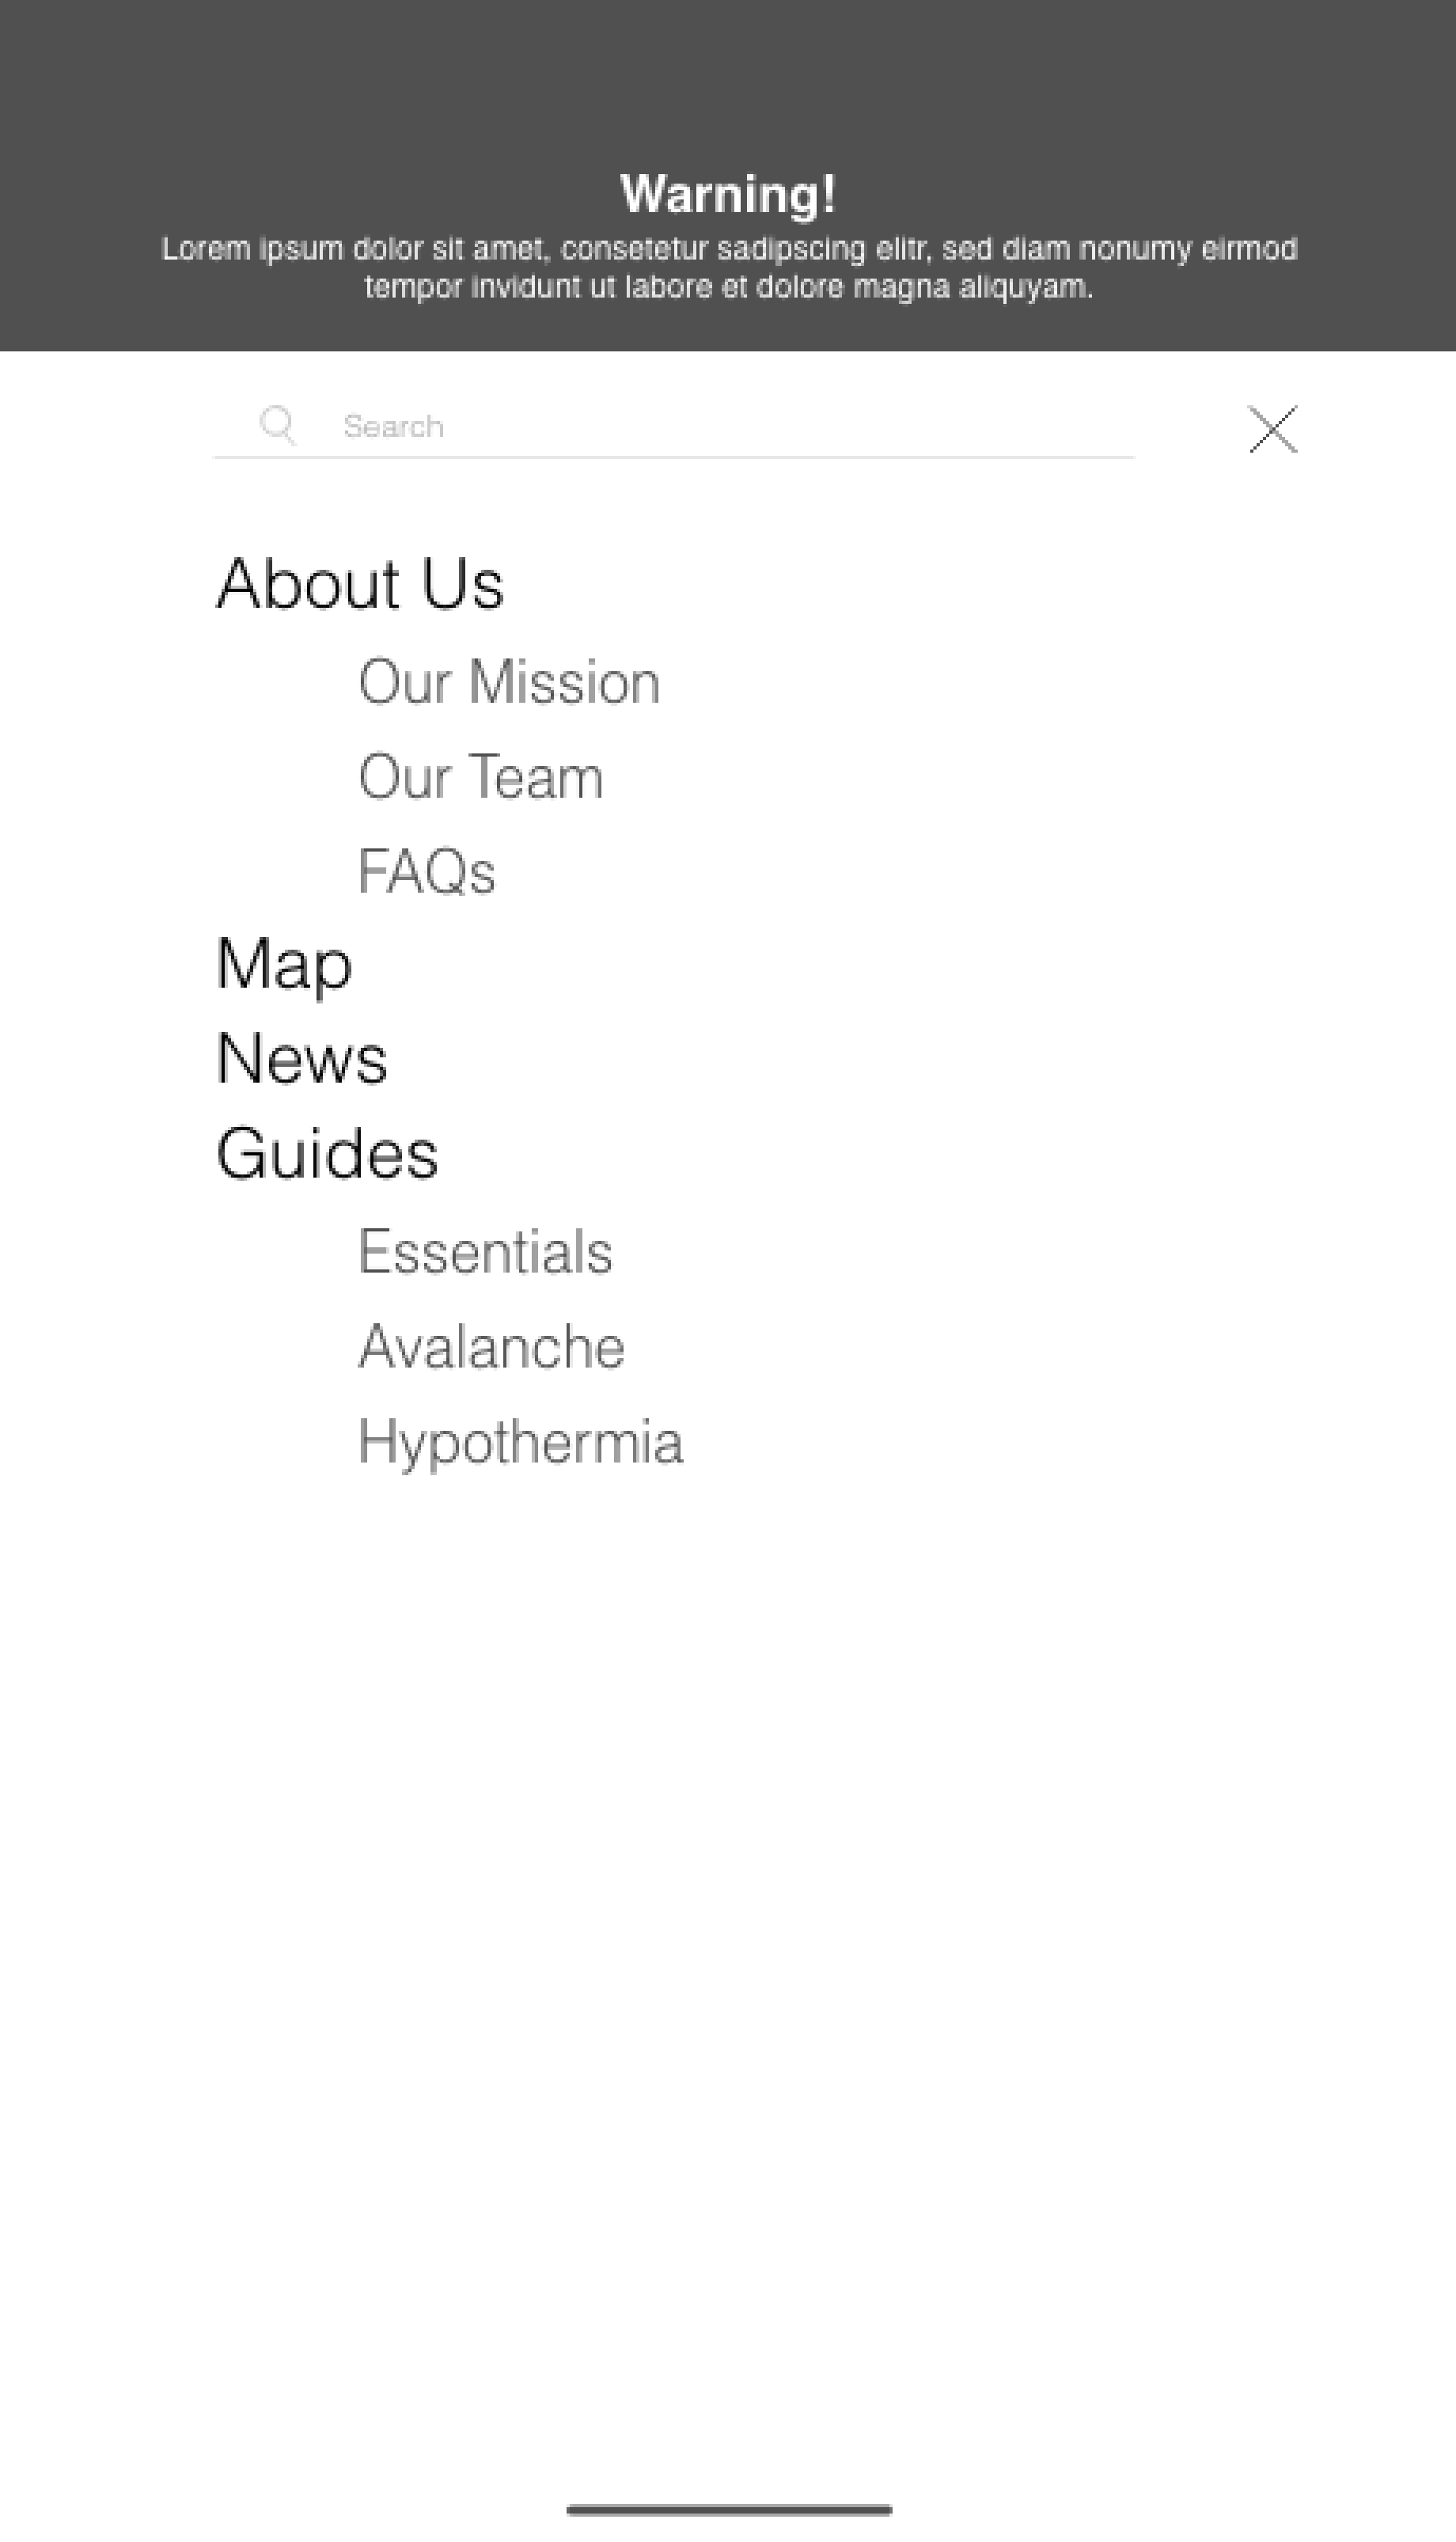 Warning!
Lorem ipsum dolor sit amet, consetetur sadipscing elitr, sed diam nonumy eirmod
tempor invidunt ut labore et dolore magna aliquyam.
Search
About Us
Our Mission
Our Team
FAQs
Map
News
Guides
Essentials
Avalanche
Hypothermia